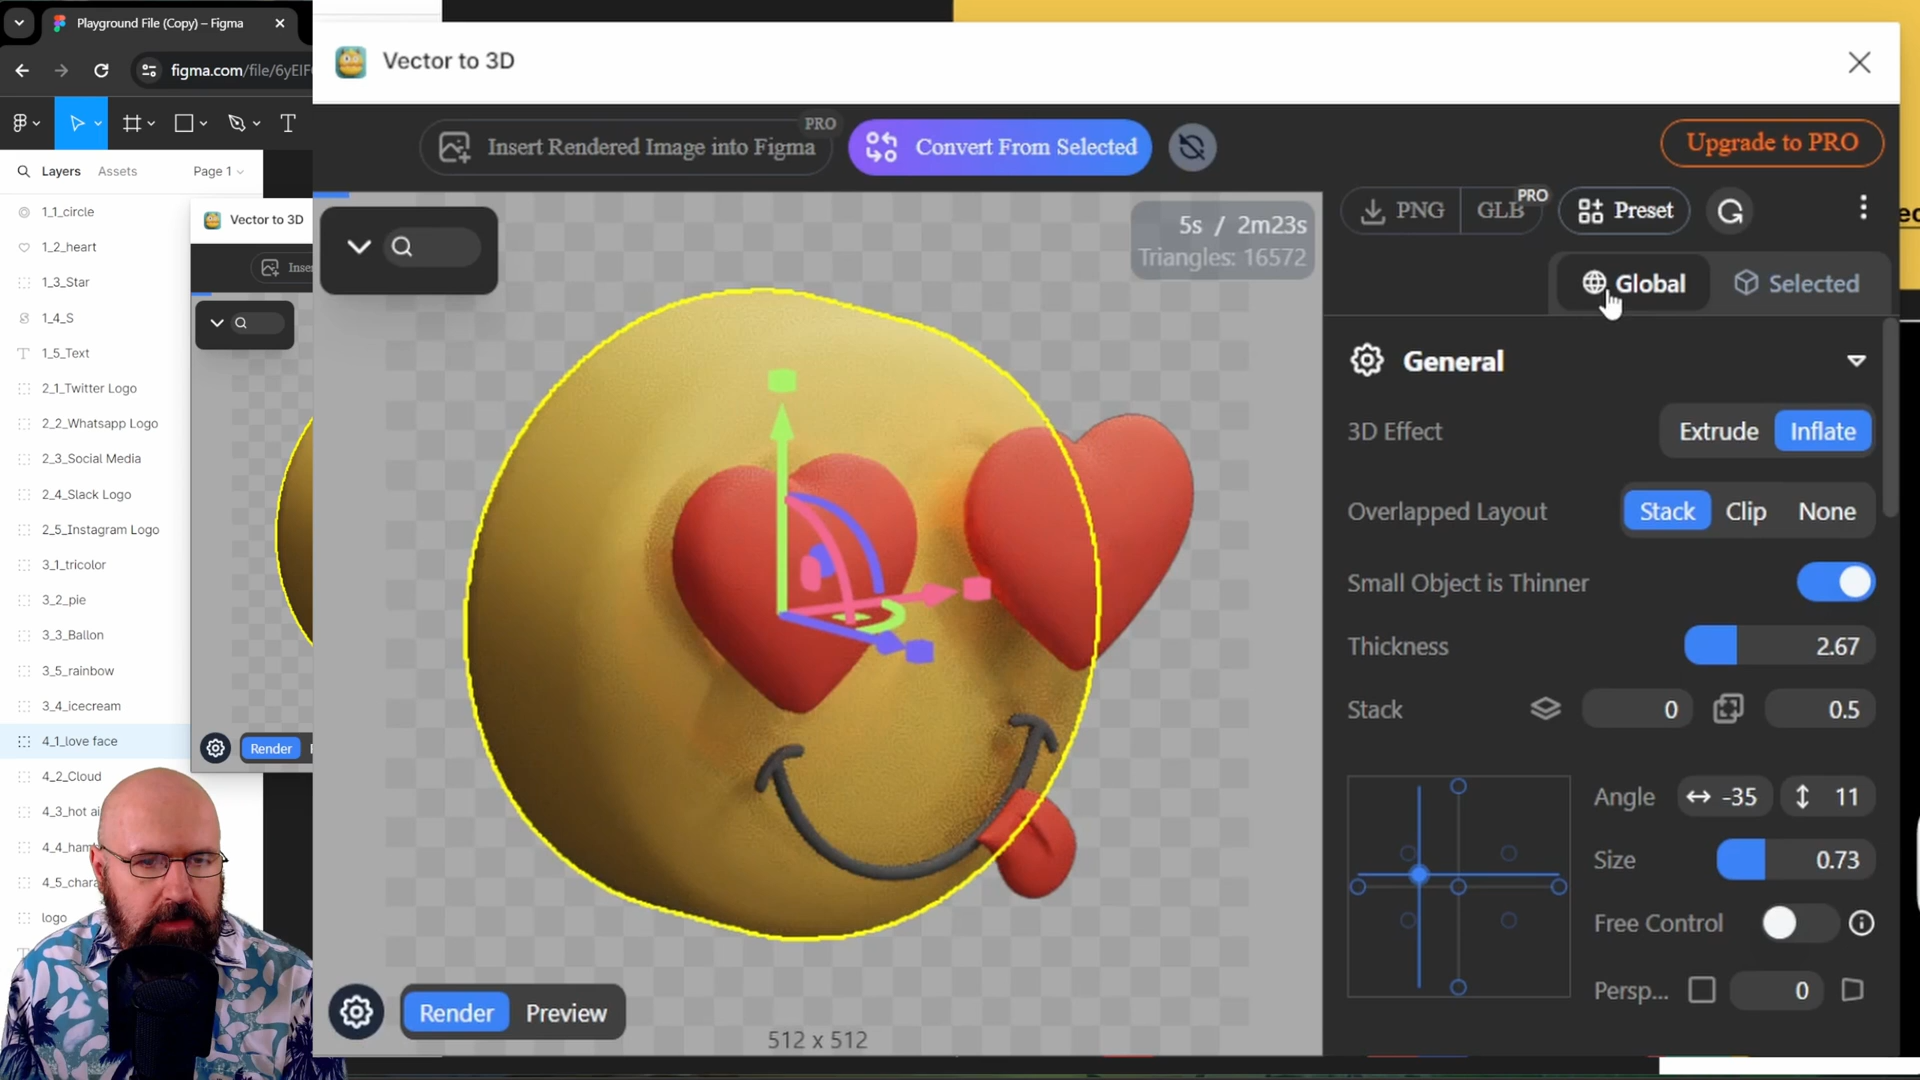 Playground File (Copy) – Figma
figma.com/file/6yEIF
T
Layers
Assets
Page 1
1_1_circle
1_2_heart
1_3_Star
1_4_S
1_5_Text
2_1_Twitter Logo
2_2_Whatsapp Logo
2_3_Social Media
2_4_Slack Logo
2_5_Instagram Logo
3_1_tricolor
3_2_pie
3_3_Ballon
3_5_rainbow
3_4_icecream
4_1_love face
4_2_Cloud
4_3_hot ai
4_4_ham
4_5_chara
logo
Vector to 3D
Inse
Render
Vector to 3D
Insert Rendered Image into Figma
PRO
Convert From Selected
Upgrade to PRO
5s / 2m23s
Triangles: 16572
PNG
GLB
PRO
Preset
Global
Selected
General
3D Effect
Extrude
Inflate
Overlapped Layout
Stack
Clip
None
Small Object is Thinner
Thickness
2.67
Stack
0
0.5
Angle
-35
11
Size
0.73
Free Control
Persp...
0
Render
Preview
512 x 512